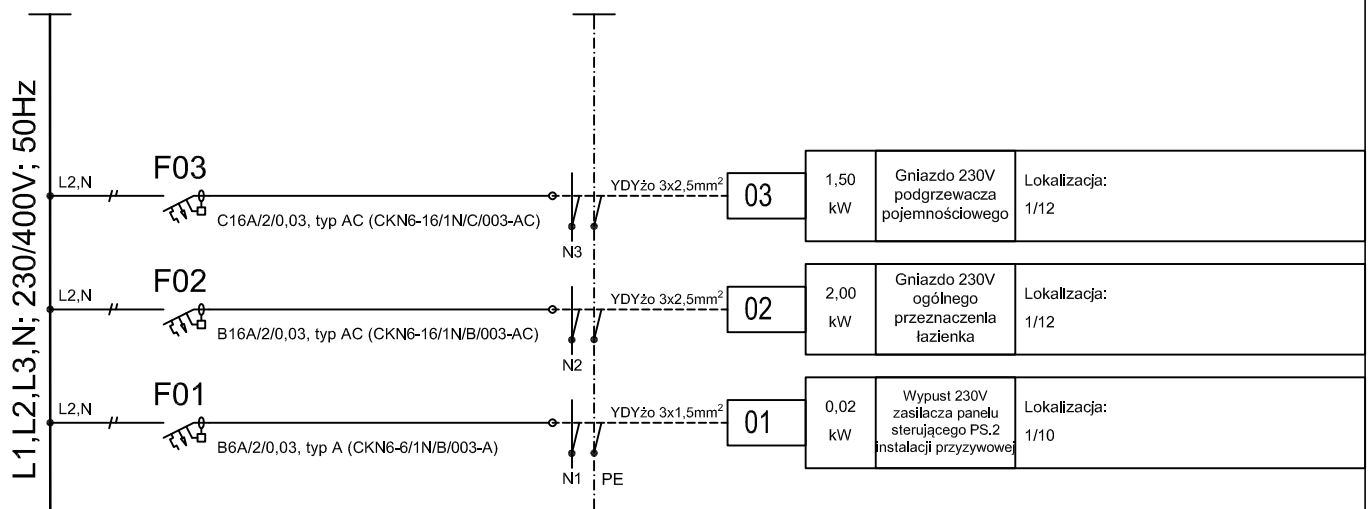 L1,L2,L3,N; 230/400V; 50Hz
L2,N
F03
C16A/2/0,03, typ AC (CKN6-16/1N/C/003-AC)
N3
YDYżo 3x2,5mm²
03
1,50
kW
Gniazdo 230V
podgrzewacza
pojemnościowego
Lokalizacja:
1/12
L2,N
F02
B16A/2/0,03, typ AC (CKN6-16/1N/B/003-AC)
N2
YDYżo 3x2,5mm²
02
2,00
kW
Gniazdo 230V
ogólnego
przeznaczenia
łazienka
Lokalizacja:
1/12
L2,N
F01
B6A/2/0,03, typ A (CKN6-6/1N/B/003-A)
N1
PE
YDYżo 3x1,5mm²
01
0,02
kW
Wypust 230V
zasilacza panelu
sterującego PS.2
instalacji przyzywowej
Lokalizacja:
1/10